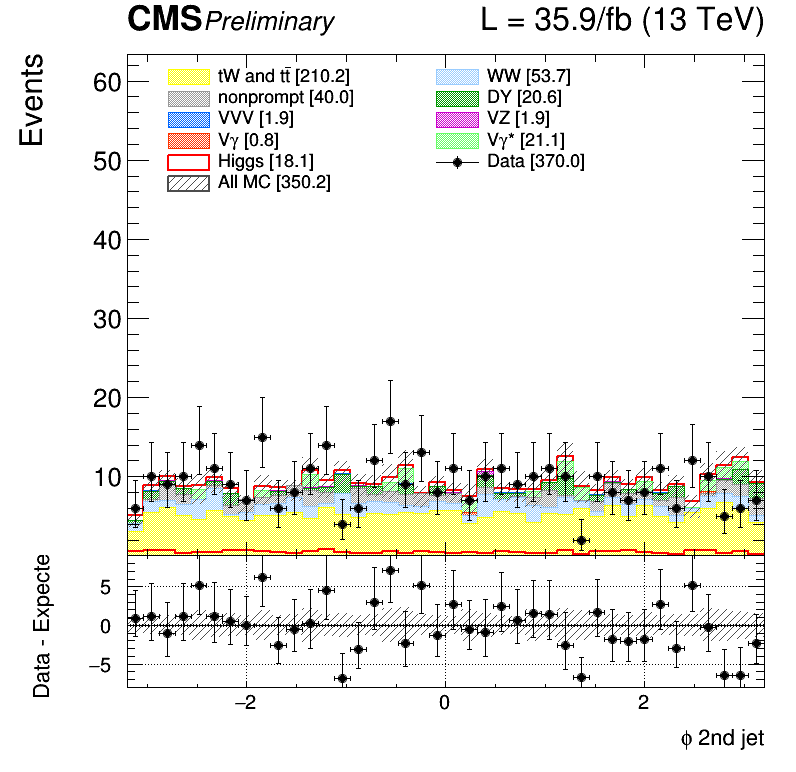 CMS Preliminary L = 35.9/fb (13 TeV)
Events
60
50
40
30
20
10
tW and tt̄ [210.2] WW [53.7]
nonprompt [40.0] DY [20.6]
VVV [1.9] VZ [1.9]
Vγ [0.8] Vγ* [21.1]
Higgs [18.1] Data [370.0]
All MC [350.2]
Data - Expecte
5
0
−5
−2 0 2
ϕ 2nd jet